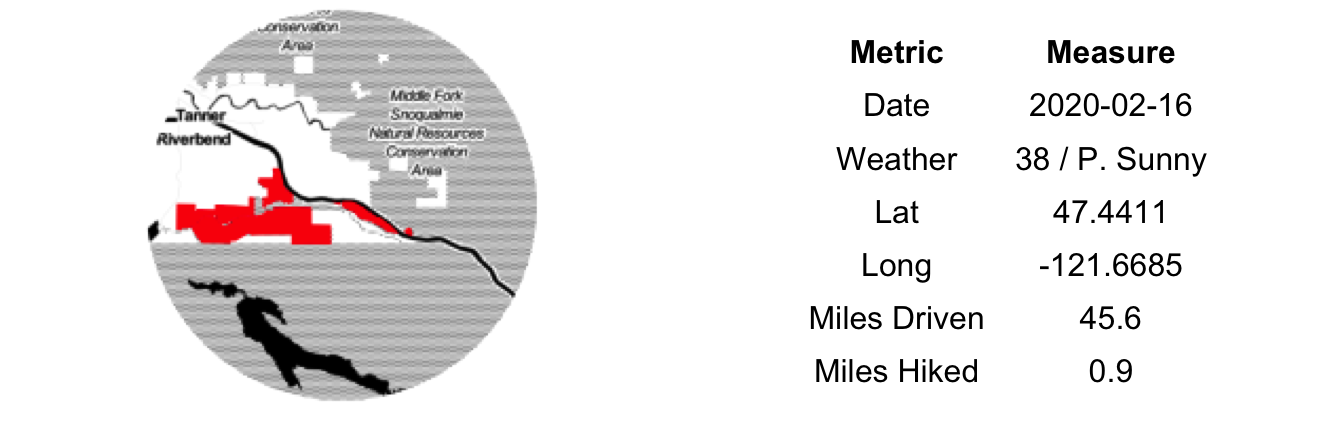 Conservation
Area
Middle Fork
Snoqualmie
Natural Resources
Conservation
Area
Tanner
Riverbend
Metric Measure
Date 2020-02-16
Weather 38 / P. Sunny
Lat 47.4411
Long -121.6685
Miles Driven 45.6
Miles Hiked 0.9